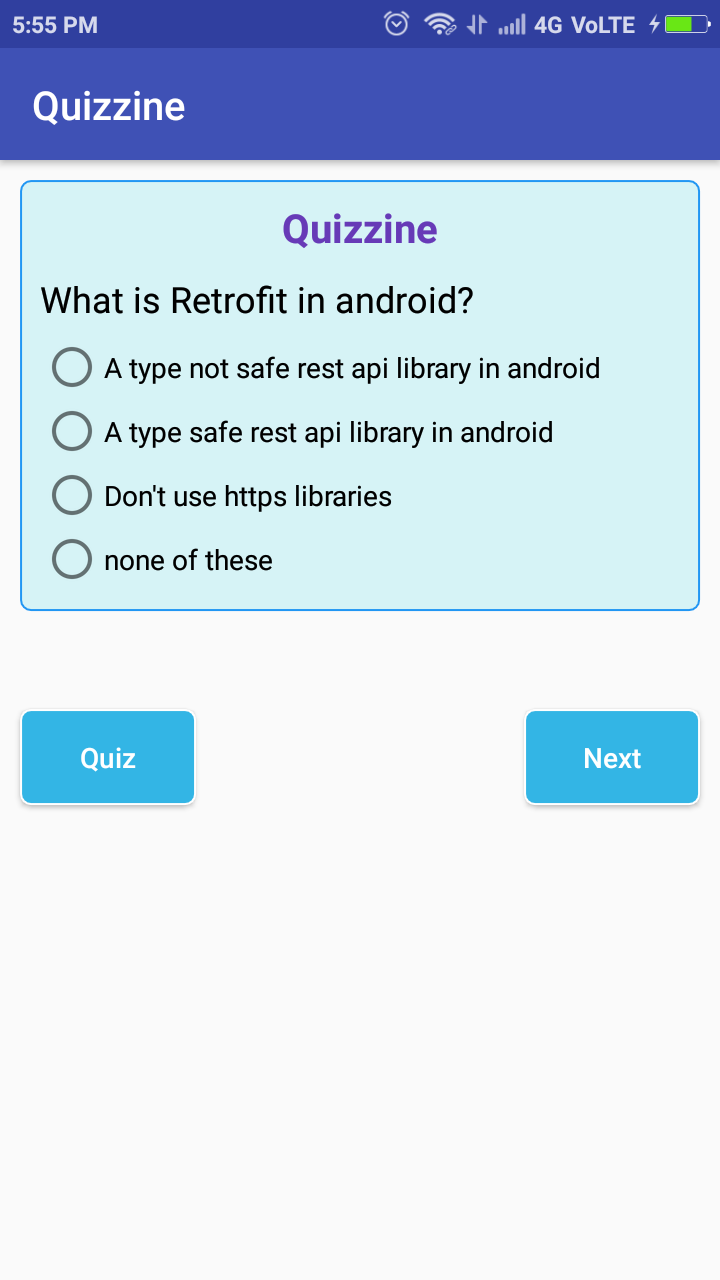 5:55 PM 4G VoLTE
Quizzine
Quizzine
What is Retrofit in android?
A type not safe rest api library in android
A type safe rest api library in android
Don't use https libraries
none of these
Quiz Next